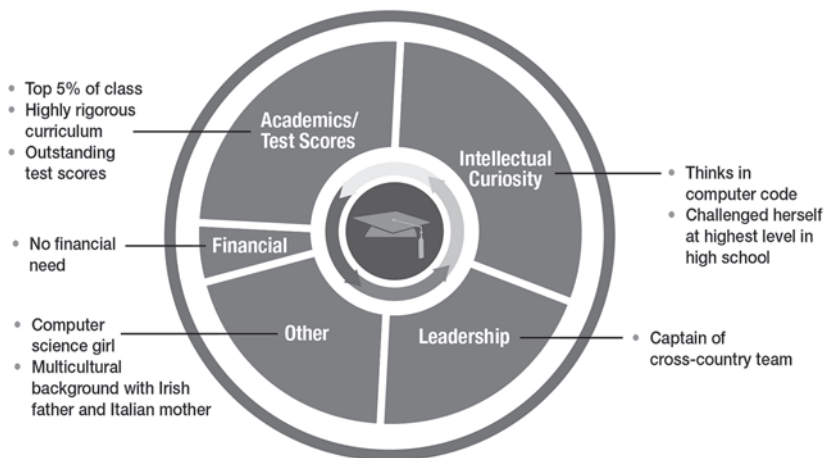 • Top 5% of class
• Highly rigorous
curriculum
• Outstanding
test scores
Academics/
Test Scores
Intellectual
Curiosity
• Thinks in
computer code
• Challenged herself
at highest level in
high school
• No financial
need
Financial
• Computer
science girl
• Multicultural
background with Irish
father and Italian mother
Other
Leadership
• Captain of
cross-country team